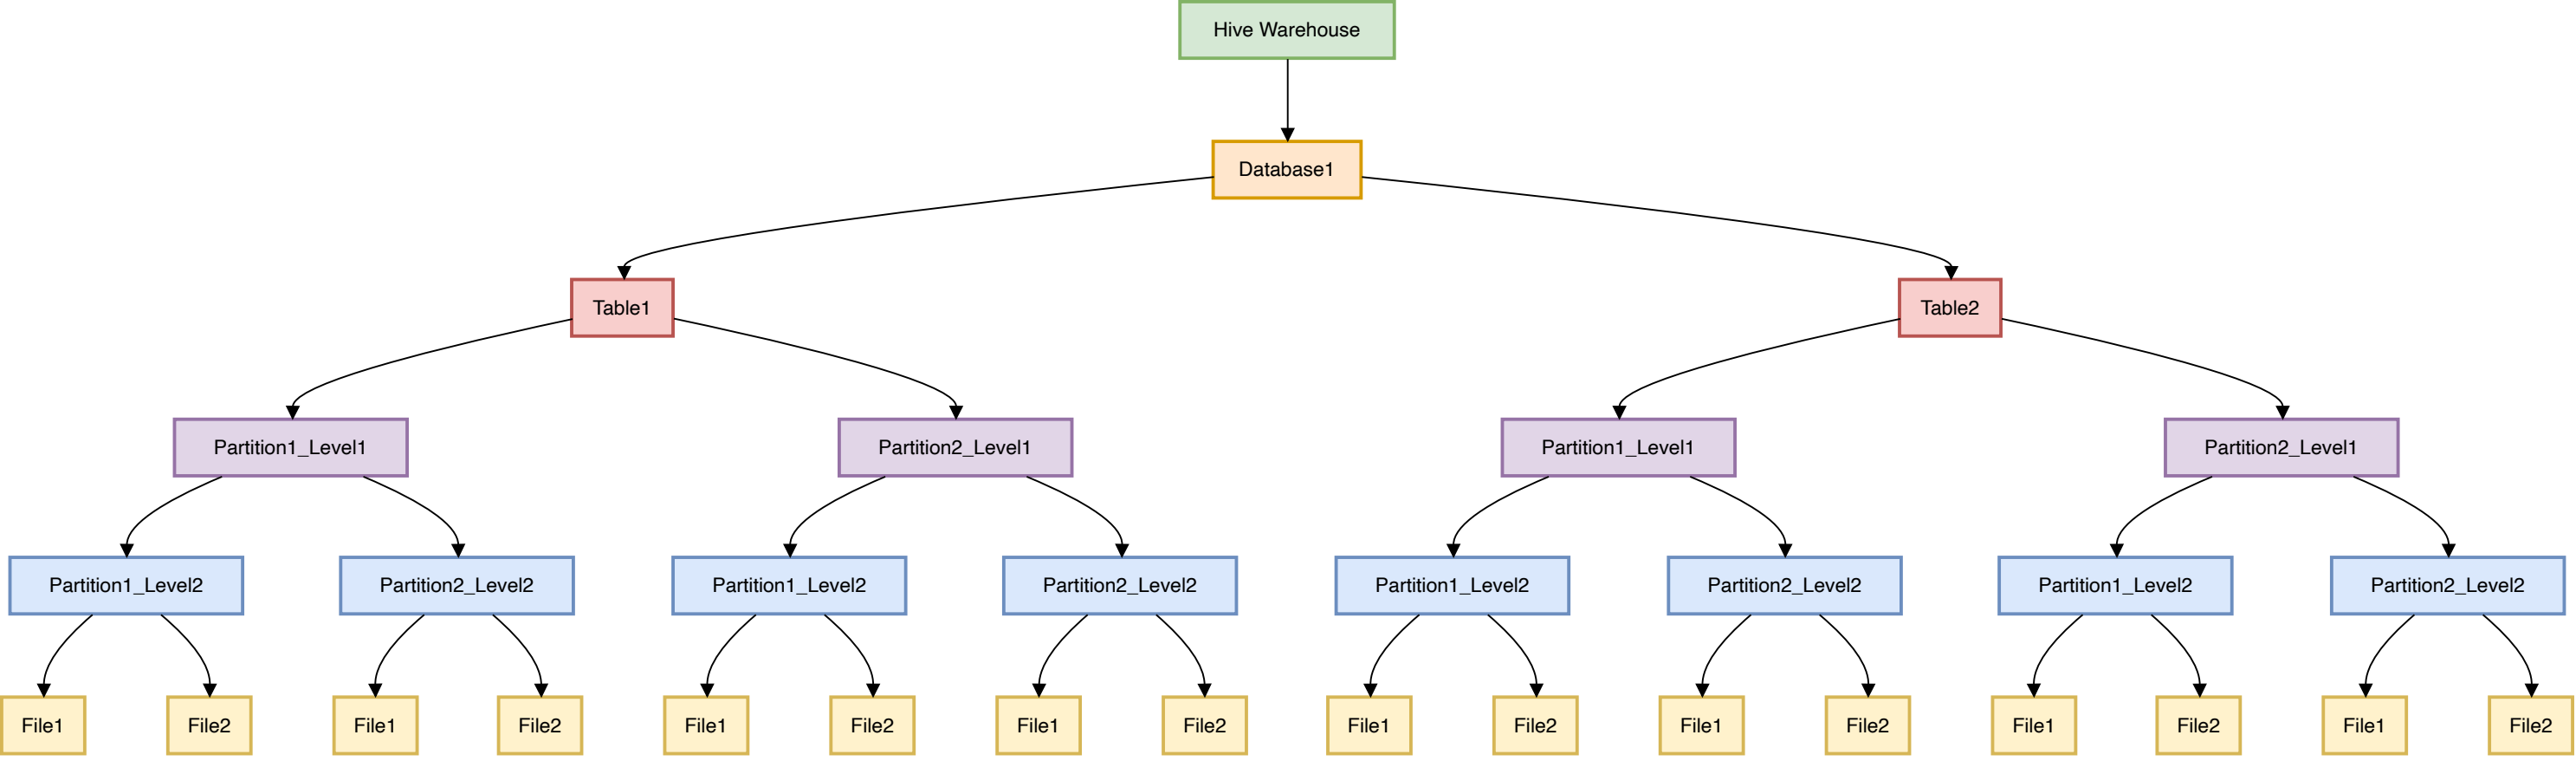 Hive Warehouse
Database1
Table1
Table2
Partition1_Level1
Partition2_Level1
Partition1_Level1
Partition2_Level1
Partition1_Level2
Partition2_Level2
Partition1_Level2
Partition2_Level2
Partition1_Level2
Partition2_Level2
Partition1_Level2
Partition2_Level2
File1
File2
File1
File2
File1
File2
File1
File2
File1
File2
File1
File2
File1
File2
File1
File2